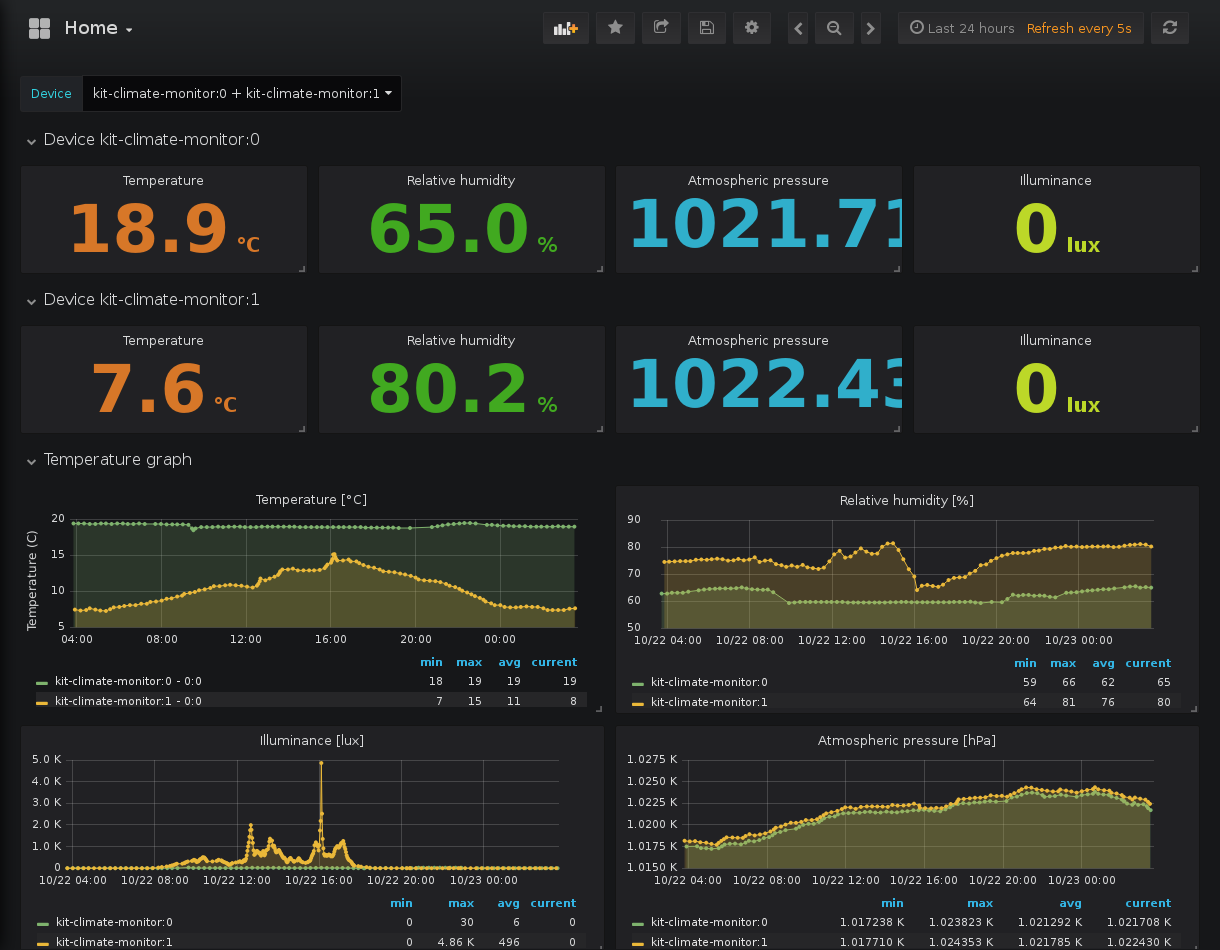 Home
Last 24 hours Refresh every 5s
Device kit-climate-monitor:0 + kit-climate-monitor:1
Device kit-climate-monitor:0
Temperature Relative humidity Atmospheric pressure Illuminance
18.9 °C 65.0 % 1021.71 0 lux
Device kit-climate-monitor:1
Temperature Relative humidity Atmospheric pressure Illuminance
7.6 °C 80.2 % 1022.43 0 lux
Temperature graph
Temperature [°C]
Temperature (C)
20
15
10
5
04:00 08:00 12:00 16:00 20:00 00:00
min max avg current
kit-climate-monitor:0 - 0:0 18 19 19 19
kit-climate-monitor:1 - 0:0 7 15 11 8
Relative humidity [%]
90
80
70
60
50
10/22 04:00 10/22 08:00 10/22 12:00 10/22 16:00 10/22 20:00 10/23 00:00
min max avg current
kit-climate-monitor:0 59 66 62 65
kit-climate-monitor:1 64 81 76 80
Illuminance [lux]
5.0 K
4.0 K
3.0 K
2.0 K
1.0 K
0
10/22 04:00 10/22 08:00 10/22 12:00 10/22 16:00 10/22 20:00 10/23 00:00
min max avg current
kit-climate-monitor:0 0 30 6 0
kit-climate-monitor:1 0 4.86 K 496 0
Atmospheric pressure [hPa]
1.0275 K
1.0250 K
1.0225 K
1.0200 K
1.0175 K
1.0150 K
10/22 04:00 10/22 08:00 10/22 12:00 10/22 16:00 10/22 20:00 10/23 00:00
min max avg current
kit-climate-monitor:0 1.017238 K 1.023823 K 1.021292 K 1.021708 K
kit-climate-monitor:1 1.017710 K 1.024353 K 1.021785 K 1.022430 K